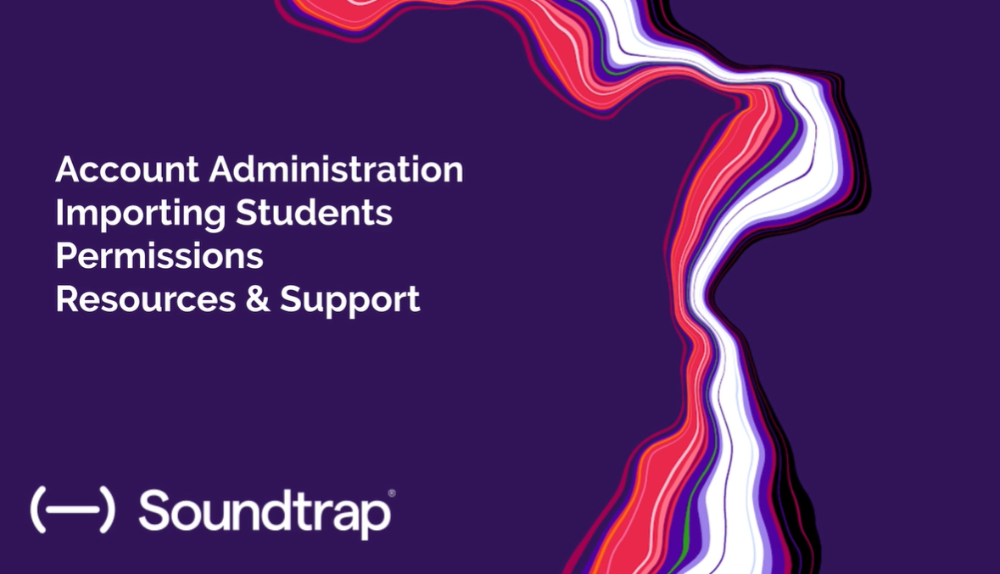 Account Administration
Importing Students
Permissions
Resources & Support
Soundtrap®